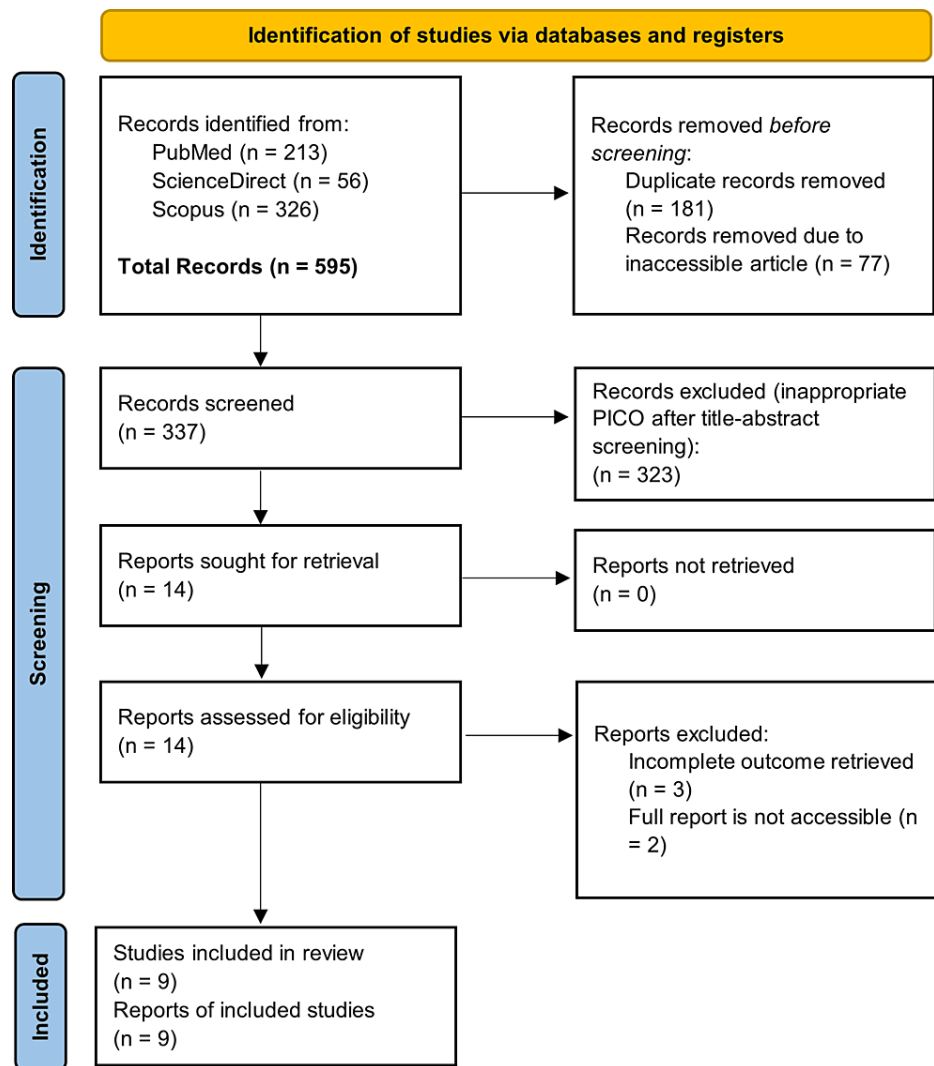 Identification of studies via databases and registers
Identification
Records identified from:
PubMed (n = 213)
ScienceDirect (n = 56)
Scopus (n = 326)
Total Records (n = 595)
Records removed before
screening:
Duplicate records removed
(n = 181)
Records removed due to
inaccessible article (n = 77)
Screening
Records screened
(n = 337)
Records excluded (inappropriate
PICO after title-abstract
screening):
(n = 323)
Reports sought for retrieval
(n = 14)
Reports not retrieved
(n = 0)
Reports assessed for eligibility
(n = 14)
Reports excluded:
Incomplete outcome retrieved
(n = 3)
Full report is not accessible (n
= 2)
Included
Studies included in review
(n = 9)
Reports of included studies
(n = 9)